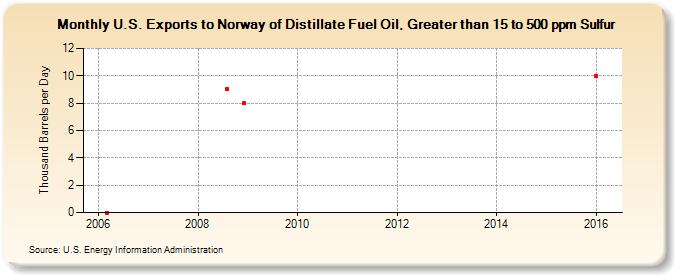 Monthly U.S. Exports to Norway of Distillate Fuel Oil, Greater than 15 to 500 ppm Sulfur
Thousand Barrels per Day
12
10
8
6
4
2
0
2006 2008 2010 2012 2014 2016
Source: U.S. Energy Information Administration